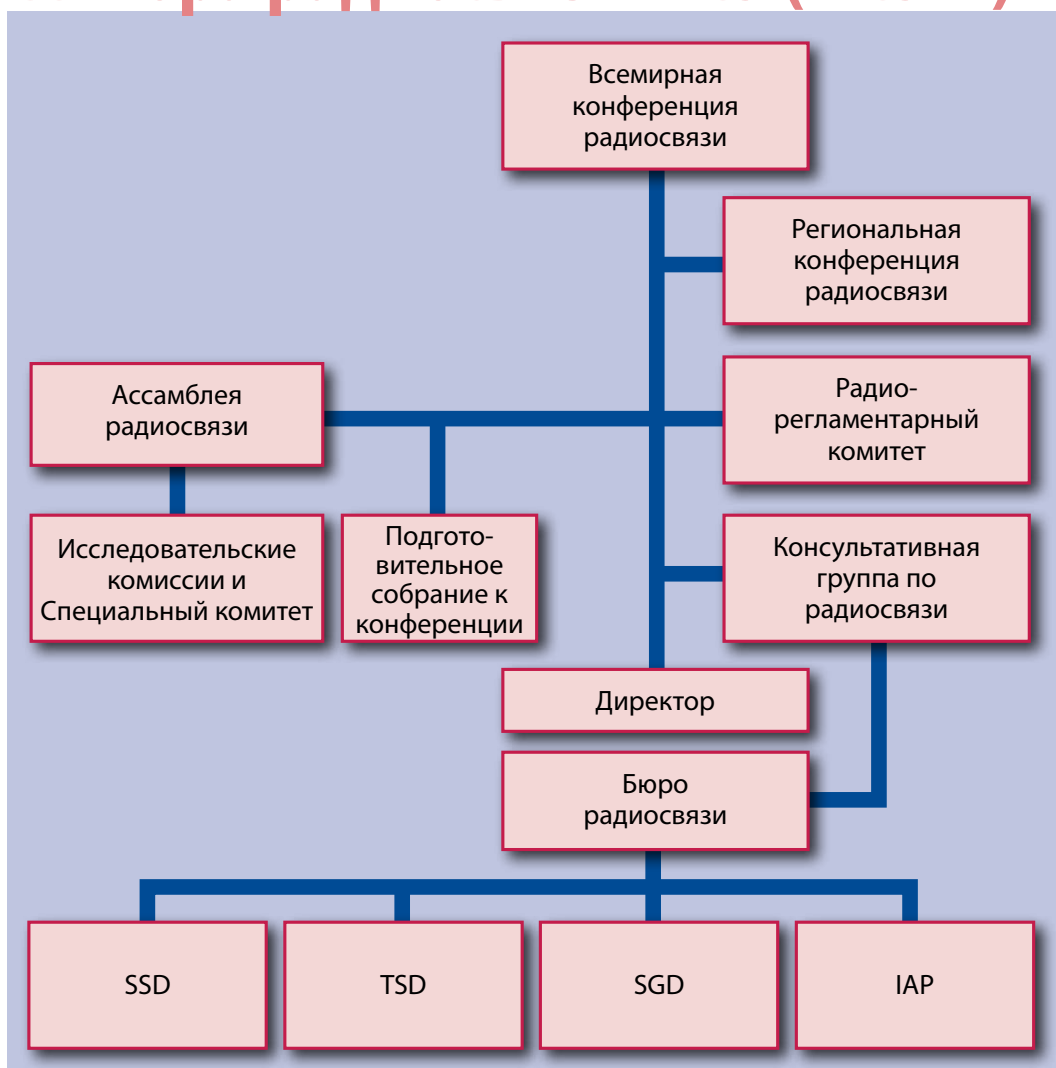 Всемирная
конференция
радиосвязи
Региональная
конференция
радиосвязи
Ассамблея
радиосвязи
Радио-
регламентарный
комитет
Исследовательские
комиссии и
Специальный комитет
Подгото-
вительное
собрание к
конференции
Консультативная
группа по
радиосвязи
Директор
Бюро
радиосвязи
SSD
TSD
SGD
IAP